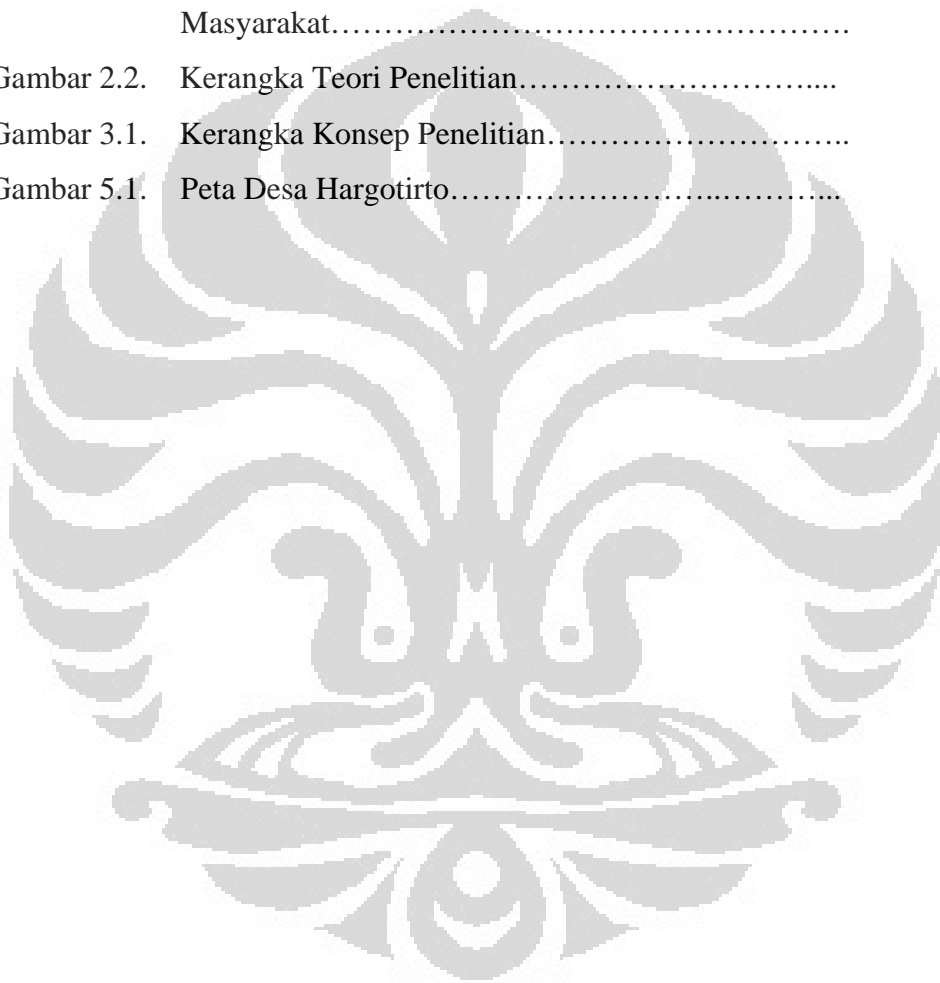 Masyarakat………………………………………….
Gambar 2.2. Kerangka Teori Penelitian………………………....
Gambar 3.1. Kerangka Konsep Penelitian………………………..
Gambar 5.1. Peta Desa Hargotirto……………………..………...